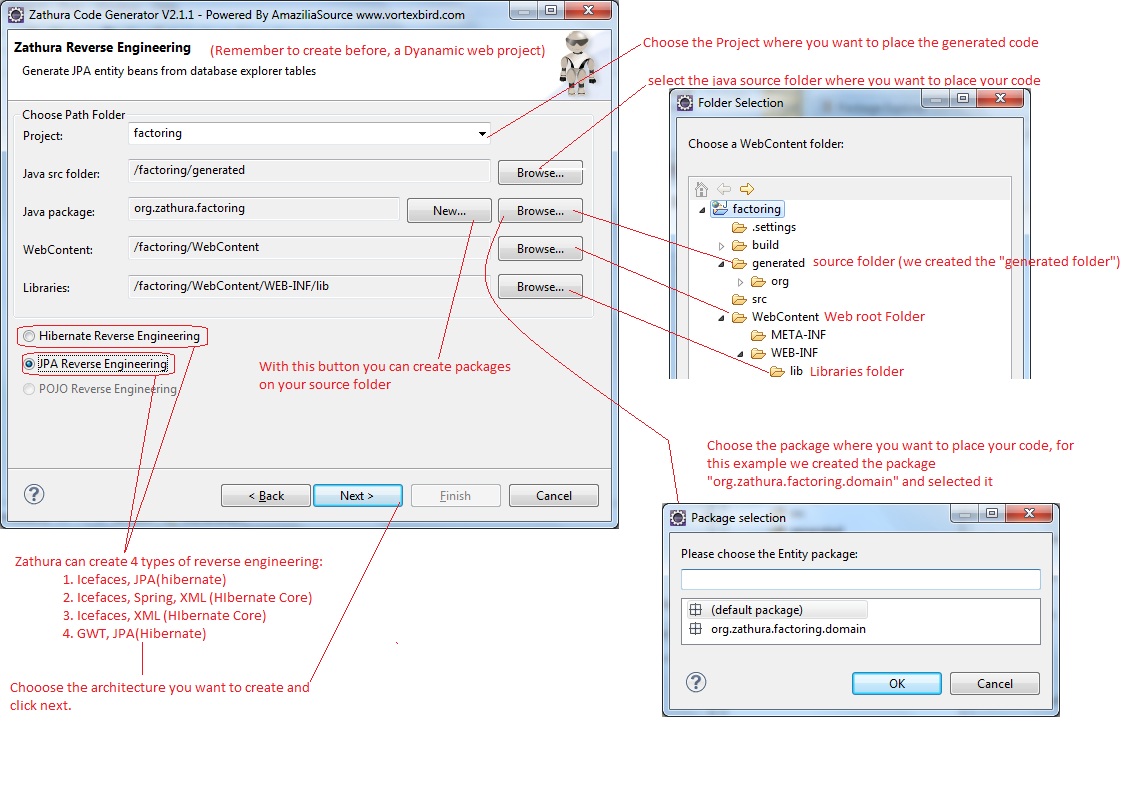 Zathura Code Generator V2.1.1 - Powered By AmaziliaSource www.vortexbird.com
Zathura Reverse Engineering
(Remember to create before, a Dyanamic web project)
Generate JPA entity beans from database explorer tables
Choose Path Folder
Project:
factoring
Java src folder:
/factoring/generated
Browse...
Java package:
org.zathura.factoring
New...
Browse...
WebContent:
/factoring/WebContent
Browse...
Libraries:
/factoring/WebContent/WEB-INF/lib
Browse...
Hibernate Reverse Engineering
JPA Reverse Engineering
POJO Reverse Engineering
With this button you can create packages
on your source folder
?
< Back
Next >
Finish
Cancel
Zathura can create 4 types of reverse engineering:
1. Icefaces, JPA(hibernate)
2. Icefaces, Spring, XML (HIbernate Core)
3. Icefaces, XML (HIbernate Core)
4. GWT, JPA(Hibernate)
Chooose the architecture you want to create and
click next.
Choose the Project where you want to place the generated code
select the java source folder where you want to place your code
Folder Selection
Choose a WebContent folder:
factoring
.settings
build
generated
source folder (we created the "generated folder")
org
src
WebContent
Web root Folder
META-INF
WEB-INF
lib
Libraries folder
Choose the package where you want to place your code, for
this example we created the package
"org.zathura.factoring.domain" and selected it
Package selection
Please choose the Entity package:
(default package)
org.zathura.factoring.domain
?
OK
Cancel